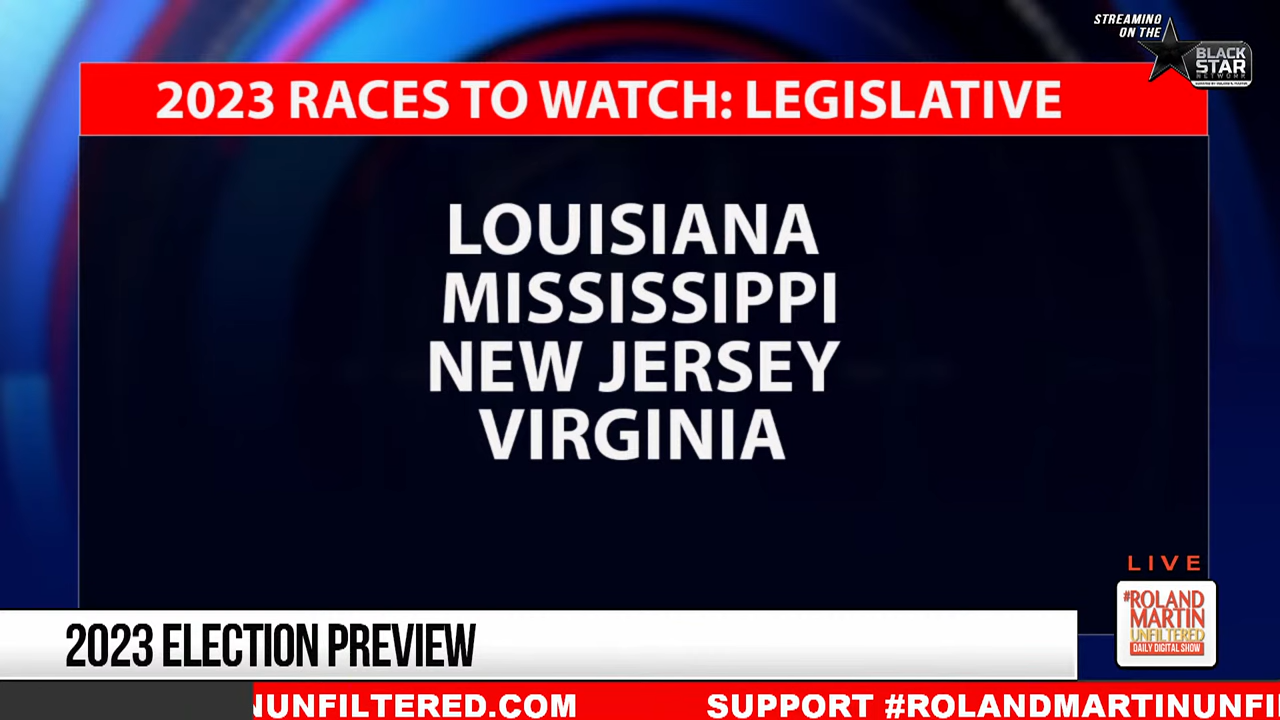 STREAMING
ON THE
BLACK
STAR
NETWORK
2023 RACES TO WATCH: LEGISLATIVE
LOUISIANA
MISSISSIPPI
NEW JERSEY
VIRGINIA
LIVE
#ROLAND
MARTIN
UNFILTERED
DAILY DIGITAL SHOW
2023 ELECTION PREVIEW
NUNFILTERED.COM SUPPORT #ROLANDMARTINUNFI